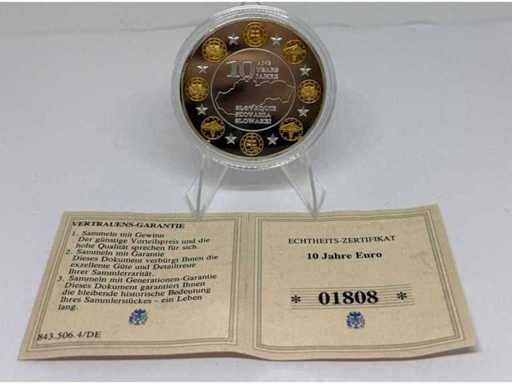 10 ANS
YEARS
JAHRE
SLOVAQUIE
SLOVAKIA
SLOWAKEI
VERTRAUENS-GARANTIE
1. Sammeln mit Gewinn
Der günstige Vorteilspreis und die
hohe Qualität sprechen für sich.
2. Sammeln mit Garantie
Dieses Dokument verbürgt Ihnen die
exzellente Güte und Detailtreue
Ihrer Sammlerrarität.
3. Sammeln mit Generationen-Garantie
Dieses Dokument garantiert Ihnen
die bleibende historische Bedeutung
Ihres Sammlerstückes – ein Leben
lang.
843.506.4/DE
ECHTHEITS-ZERTIFIKAT
10 Jahre Euro
* 01808 *